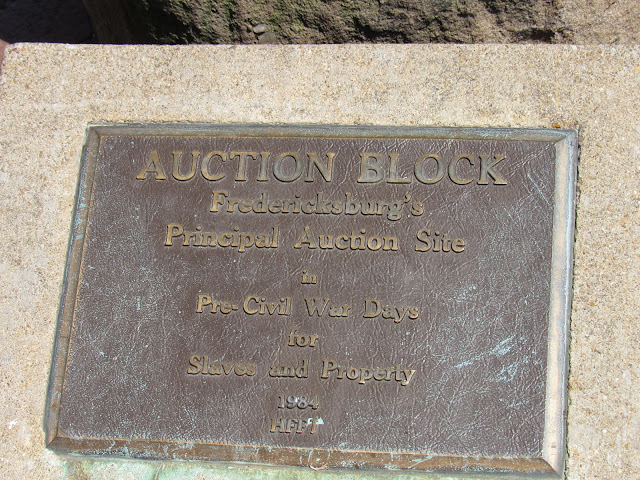 AUCTION BLOCK
Fredericksburg's
Principal Auction Site
in
Pre-Civil War Days
for
Slaves and Property
1984
HFFI